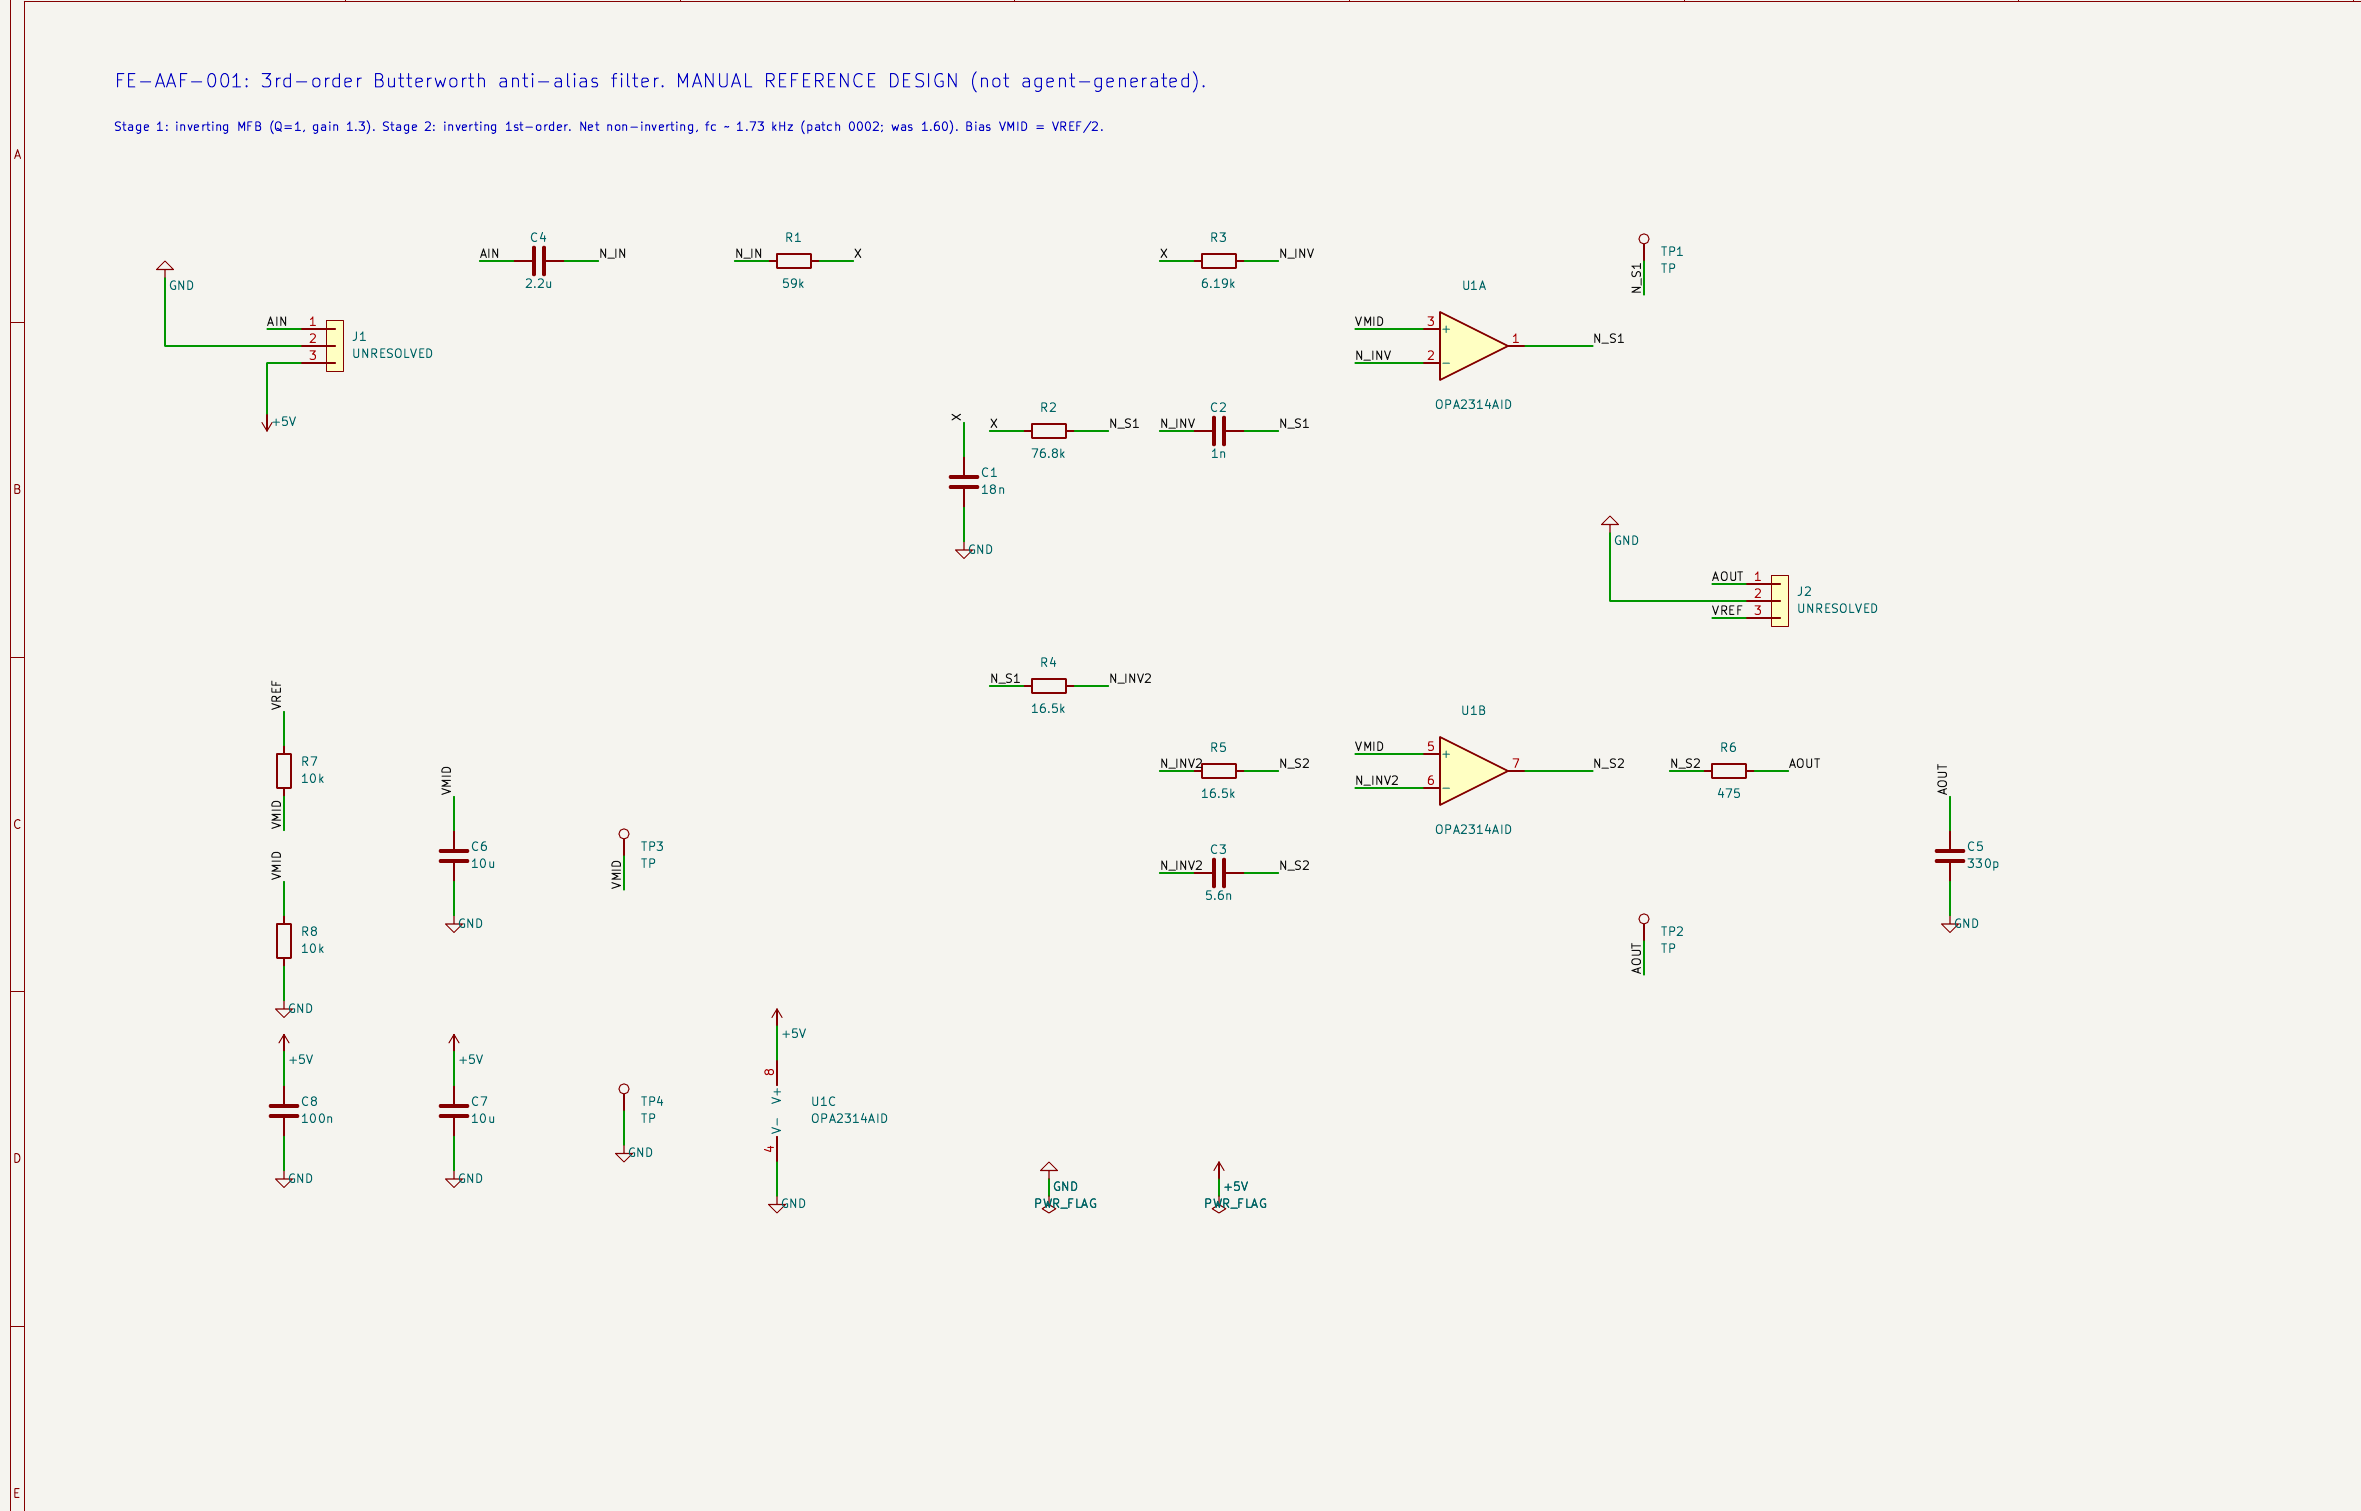 FE-AAF-001: 3rd-order Butterworth anti-alias filter. MANUAL REFERENCE DESIGN (not agent-generated).
Stage 1: inverting MFB (Q=1, gain 1.3). Stage 2: inverting 1st-order. Net non-inverting, fc ~ 1.73 kHz (patch 0002; was 1.60). Bias VMID = VREF/2.
A
B
C
D
E
GND
AIN
1
2
3
J1
UNRESOLVED
+5V
C4
AIN
N_IN
2.2u
R1
N_IN
X
59k
R3
X
N_INV
6.19k
U1A
VMID
3
+
N_INV
2
-
1
N_S1
OPA2314AID
TP1
TP
N_S1
X
C1
18n
GND
R2
X
N_S1
76.8k
C2
N_INV
N_S1
1n
GND
AOUT
1
2
VREF
3
J2
UNRESOLVED
R4
N_S1
N_INV2
16.5k
VREF
R7
10k
VMID
VMID
R8
10k
GND
VMID
C6
10u
GND
TP3
TP
VMID
R5
N_INV2
N_S2
16.5k
C3
N_INV2
N_S2
5.6n
U1B
VMID
5
+
N_INV2
6
-
7
N_S2
OPA2314AID
R6
N_S2
AOUT
475
AOUT
C5
330p
GND
TP2
TP
AOUT
+5V
C8
100n
GND
+5V
C7
10u
GND
TP4
TP
GND
+5V
8
V+
V-
4
U1C
OPA2314AID
GND
GND
PWR_FLAG
+5V
PWR_FLAG